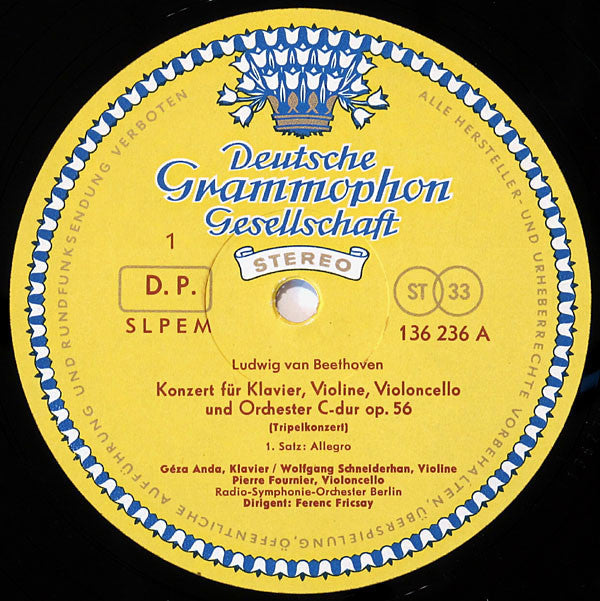 Deutsche
Grammophon
Gesellschaft
STEREO
1
D. P.
SLPEM
ST 33
136 236 A
Ludwig van Beethoven
Konzert für Klavier, Violine, Violoncello
und Orchester C-dur op. 56
(Tripelkonzert)
1. Satz: Allegro
Géza Anda, Klavier / Wolfgang Schneiderhan, Violine
Pierre Fournier, Violoncello
Radio-Symphonie-Orchester Berlin
Dirigent: Ferenc Fricsay
ALLE HERSTELLER- UND URHEBERRECHTE VORBEHALTEN, ÜBERSPIELUNG, ÖFFENTLICHE AUFFÜHRUNG UND RUNDFUNKSENDUNG VERBOTEN